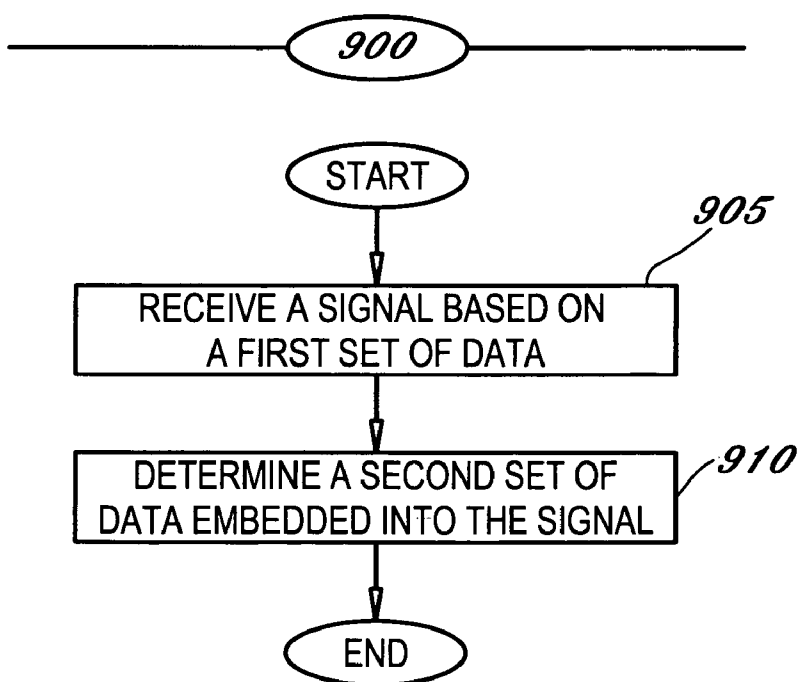 900
START
905
RECEIVE A SIGNAL BASED ON
A FIRST SET OF DATA
DETERMINE A SECOND SET OF
DATA EMBEDDED INTO THE SIGNAL
910
END